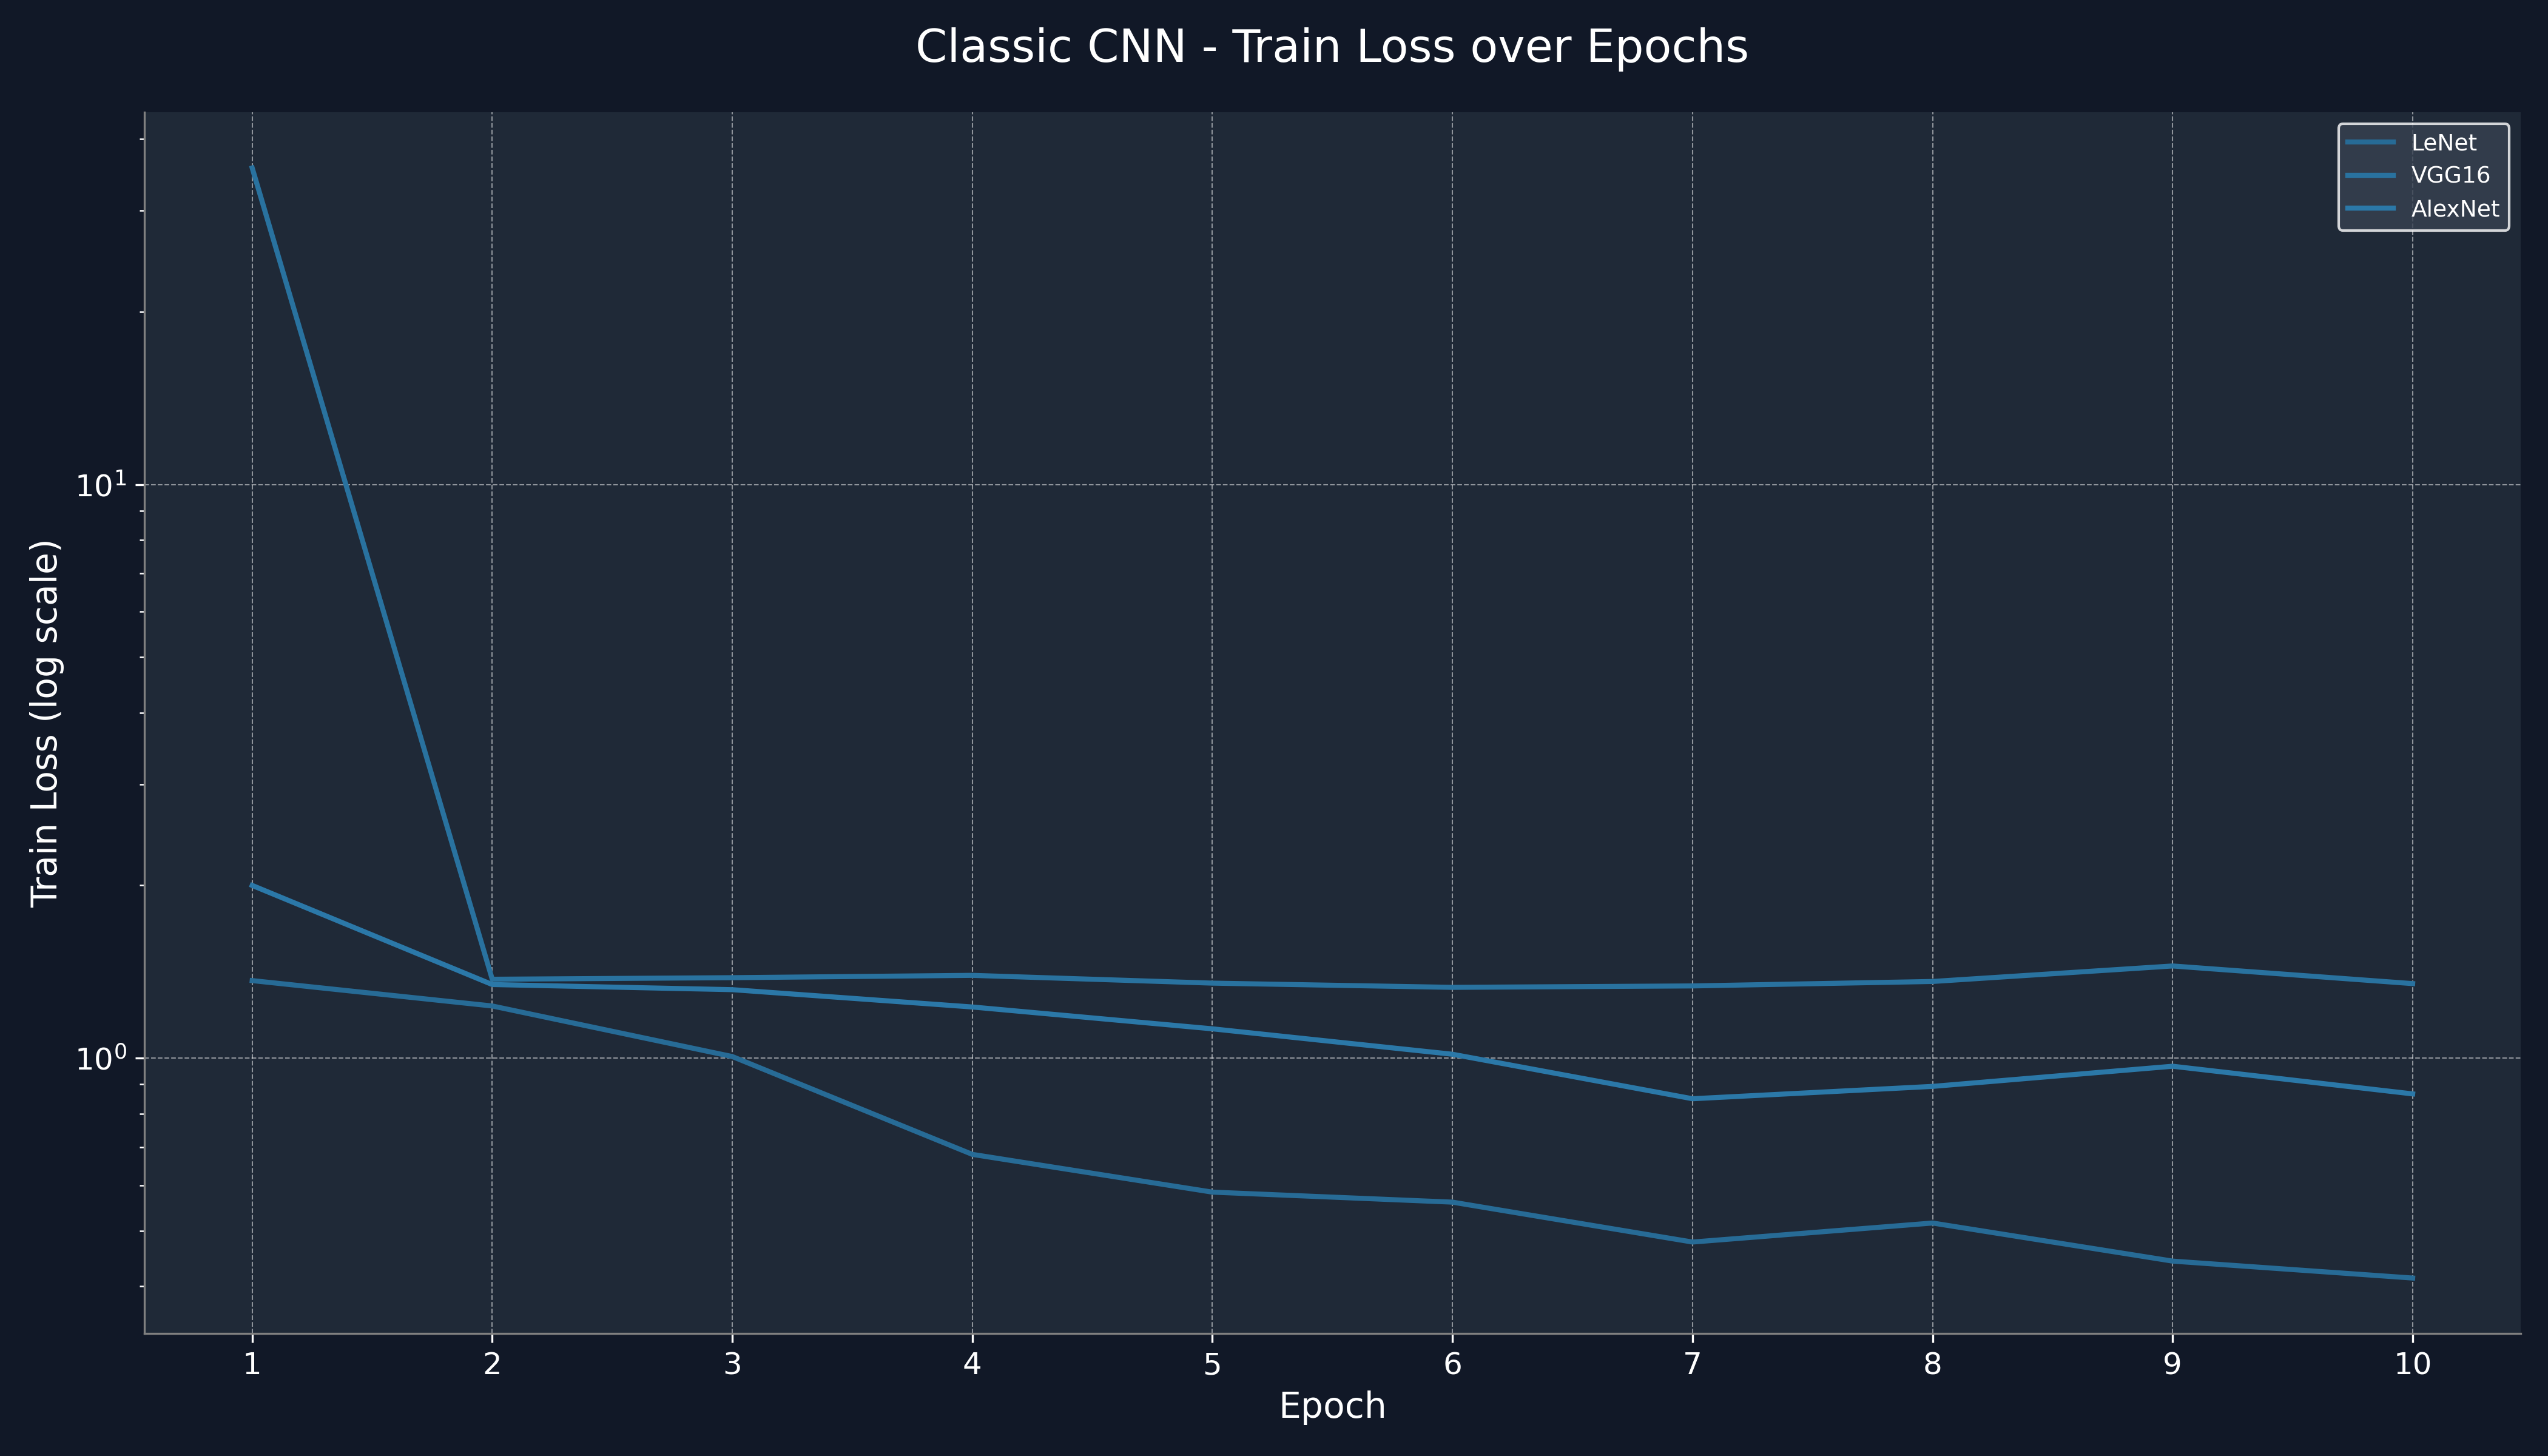 Classic CNN - Train Loss over Epochs
LeNet
VGG16
AlexNet
10¹
10⁰
Train Loss (log scale)
1 2 3 4 5 6 7 8 9 10
Epoch